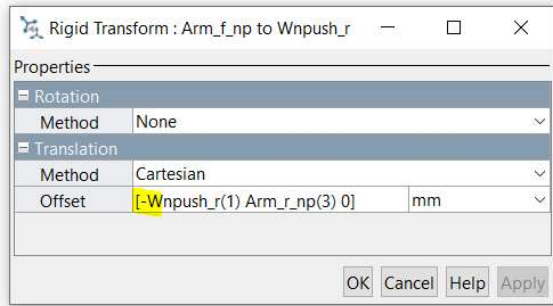 Rigid Transform : Arm_f_np to Wnpush_r
Properties
Rotation
Method None
Translation
Method Cartesian
Offset [-Wnpush_r(1) Arm_r_np(3) 0] mm
OK Cancel Help Apply